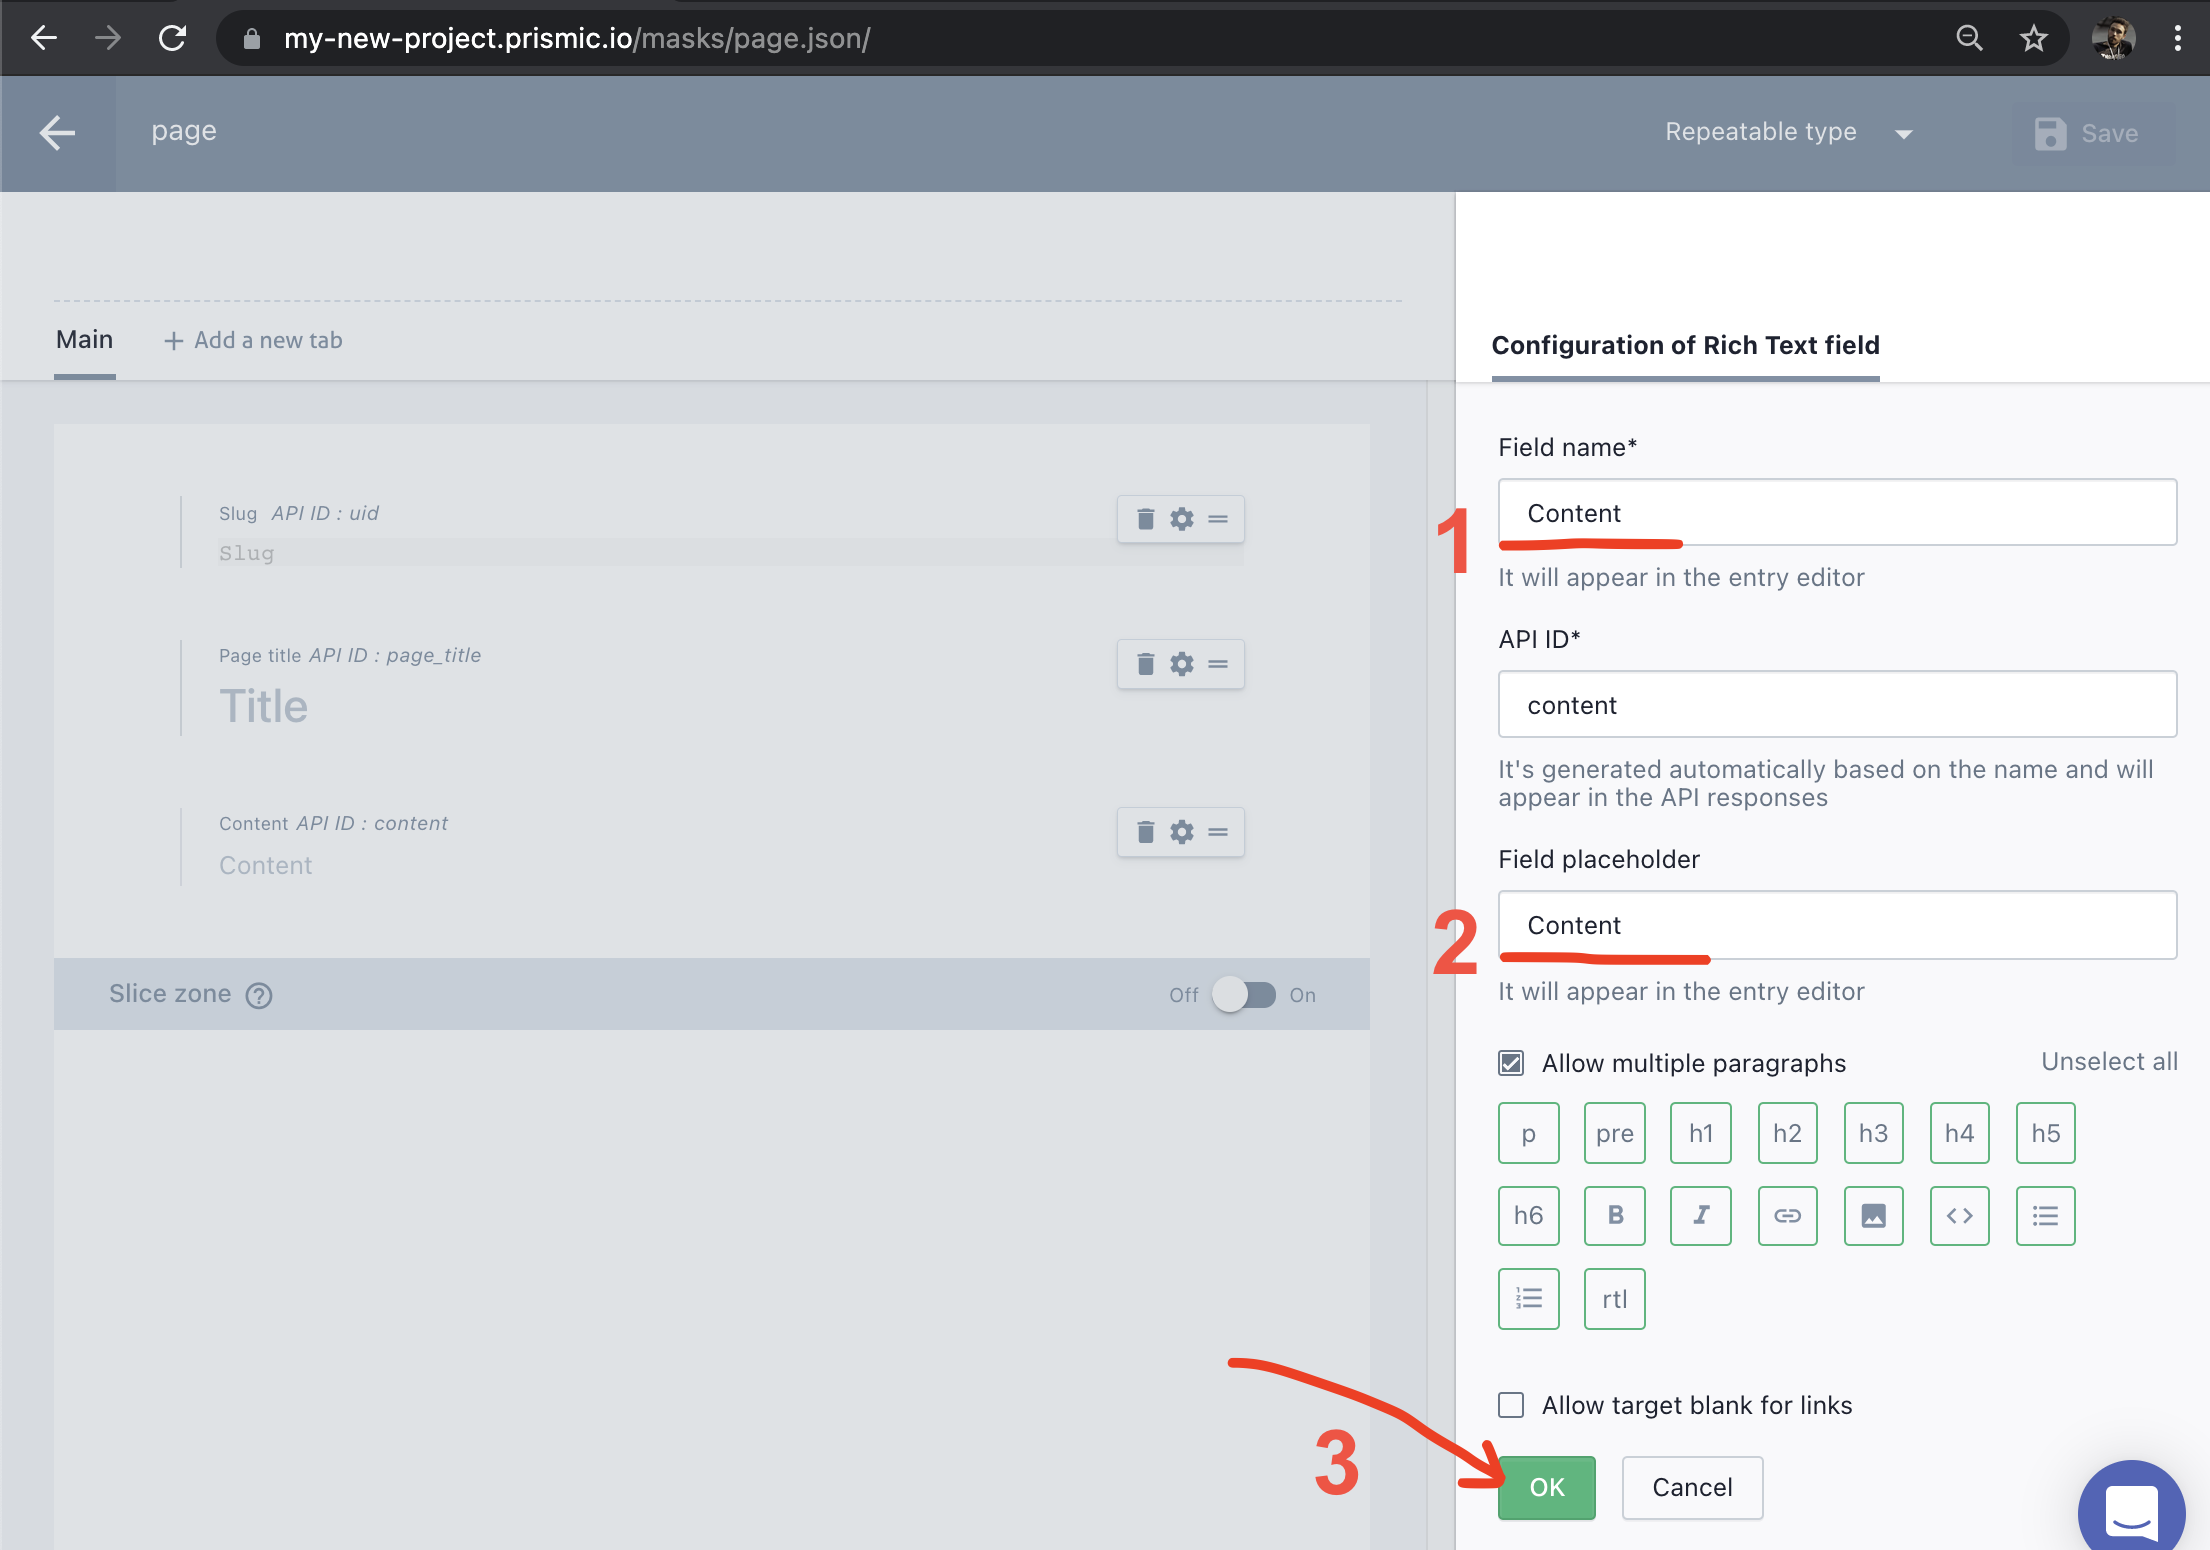 my-new-project.prismic.io/masks/page.json/
page
Repeatable type
Save
Main
+ Add a new tab
Slug API ID : uid
Slug
Page title API ID : page_title
Title
Content API ID : content
Content
Slice zone ?
Off
On
Configuration of Rich Text field
Field name*
1
Content
It will appear in the entry editor
API ID*
content
It's generated automatically based on the name and will
appear in the API responses
Field placeholder
2
Content
It will appear in the entry editor
Allow multiple paragraphs
Unselect all
p pre h1 h2 h3 h4 h5
h6 B I <>
rtl
Allow target blank for links
3
OK
Cancel